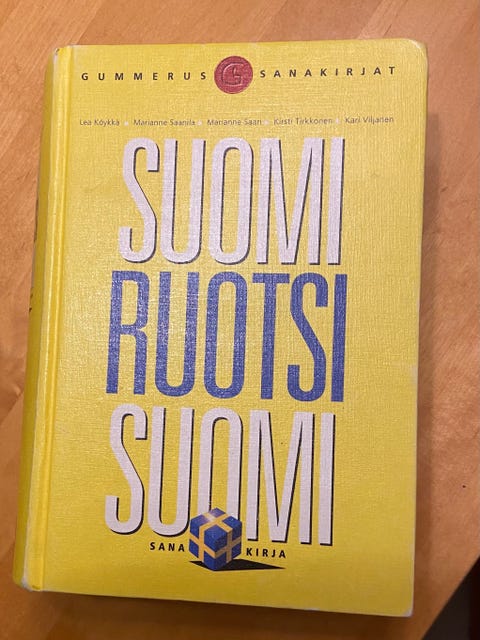 GUMMERUS G SANAKIRJAT
Lea Köykkä Marianne Saanila Marianne Saari Kirsti Tirkkonen Kari Viljanen
SUOMI
RUOTSI
SUOMI
SANA KIRJA